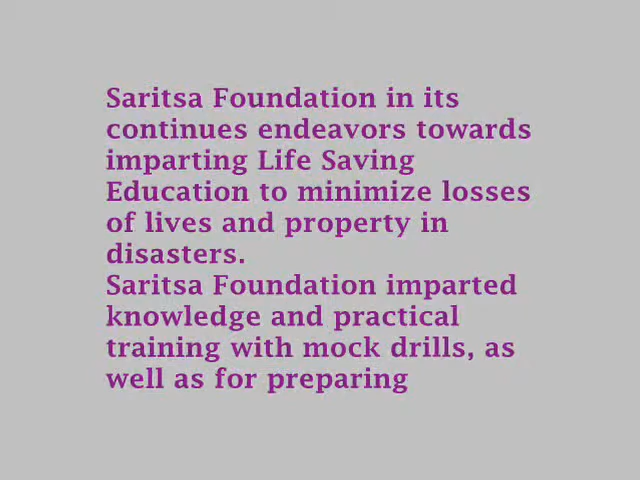 Saritsa Foundation in its
continues endeavors towards
imparting Life Saving
Education to minimize losses
of lives and property in
disasters.
Saritsa Foundation imparted
knowledge and practical
training with mock drills, as
well as for preparing